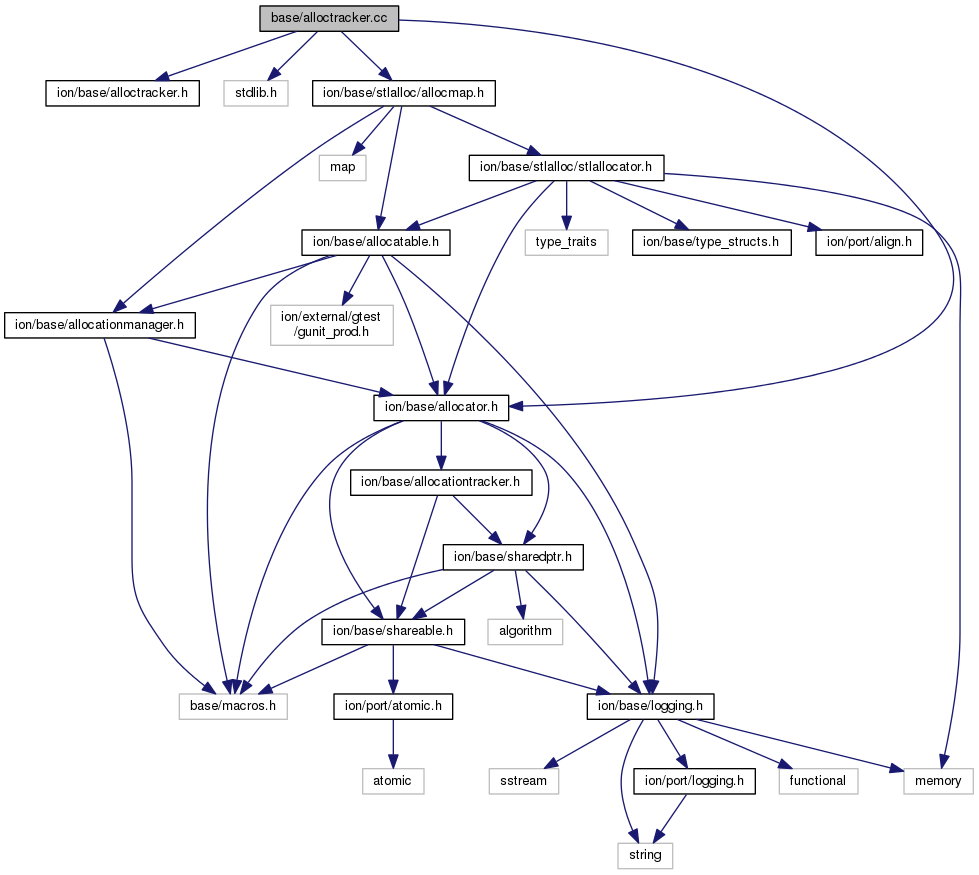 base/alloctracker.cc
ion/base/alloctracker.h
stdlib.h
ion/base/stlalloc/allocmap.h
map
ion/base/stlalloc/stlallocator.h
ion/base/allocatable.h
type_traits
ion/base/type_structs.h
ion/port/align.h
ion/base/allocationmanager.h
ion/external/gtest
/gunit_prod.h
ion/base/allocator.h
ion/base/allocationtracker.h
ion/base/sharedptr.h
ion/base/shareable.h
algorithm
base/macros.h
ion/port/atomic.h
ion/base/logging.h
atomic
sstream
ion/port/logging.h
functional
memory
string